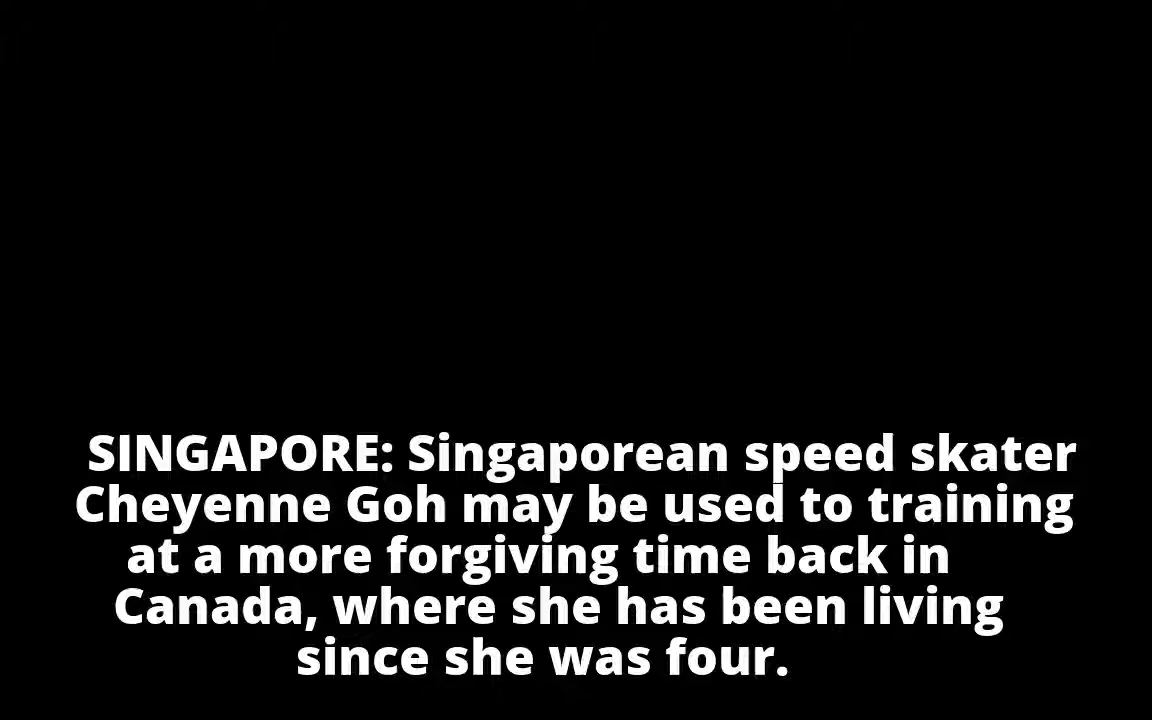 SINGAPORE: Singaporean speed skater
Cheyenne Goh may be used to training
at a more forgiving time back in
Canada, where she has been living
since she was four.